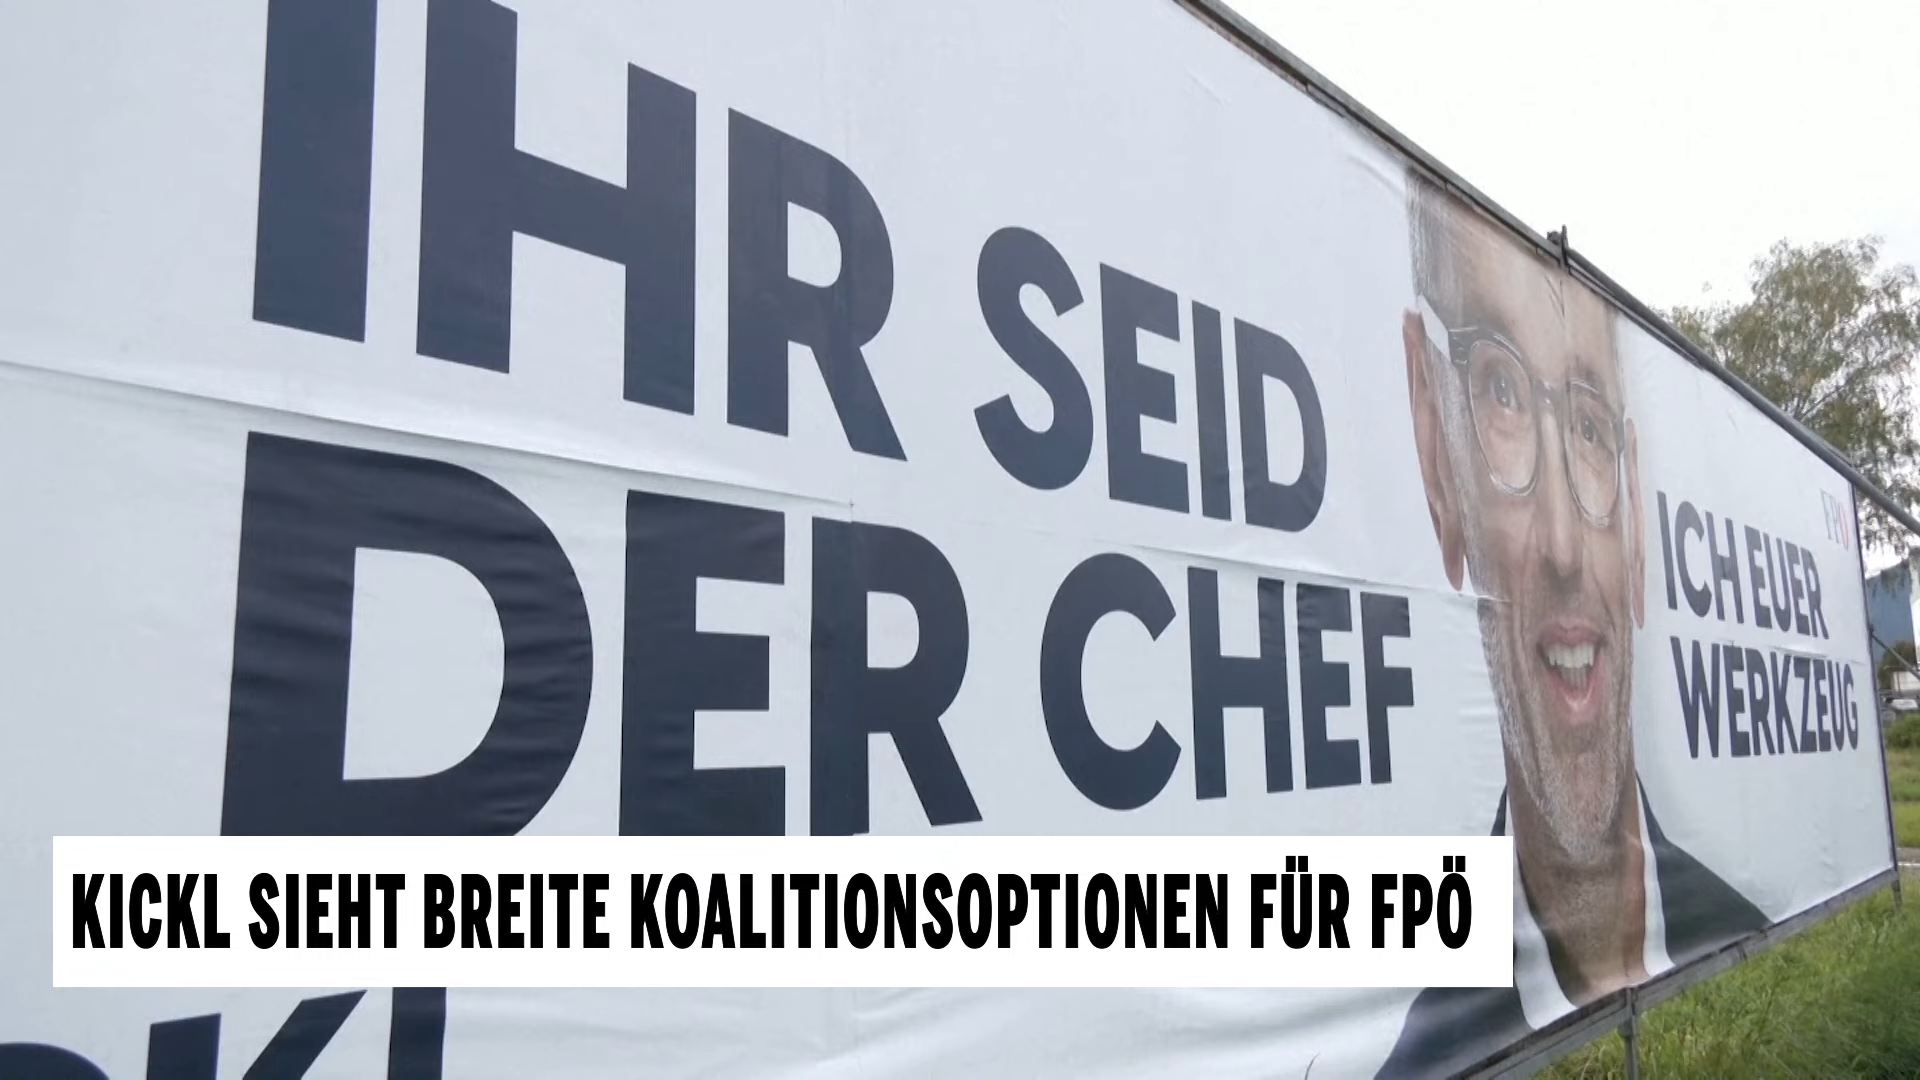 IHR SEID
DER CHEF
ICH EUER
WERKZEUG
FPÖ
KICKL SIEHT BREITE KOALITIONSOPTIONEN FÜR FPÖ